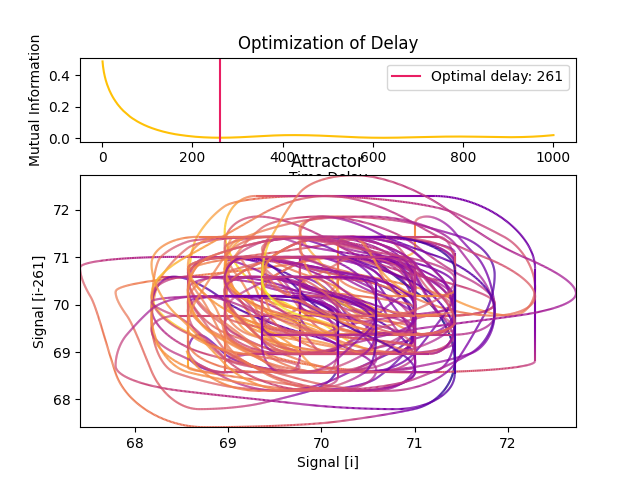 Optimization of Delay
Mutual Information
0.4
0.2
0.0
Optimal delay: 261
0 200 400 600 800 1000
Time Delay
Attractor
Signal [i-261]
72
71
70
69
68
68 69 70 71 72
Signal [i]